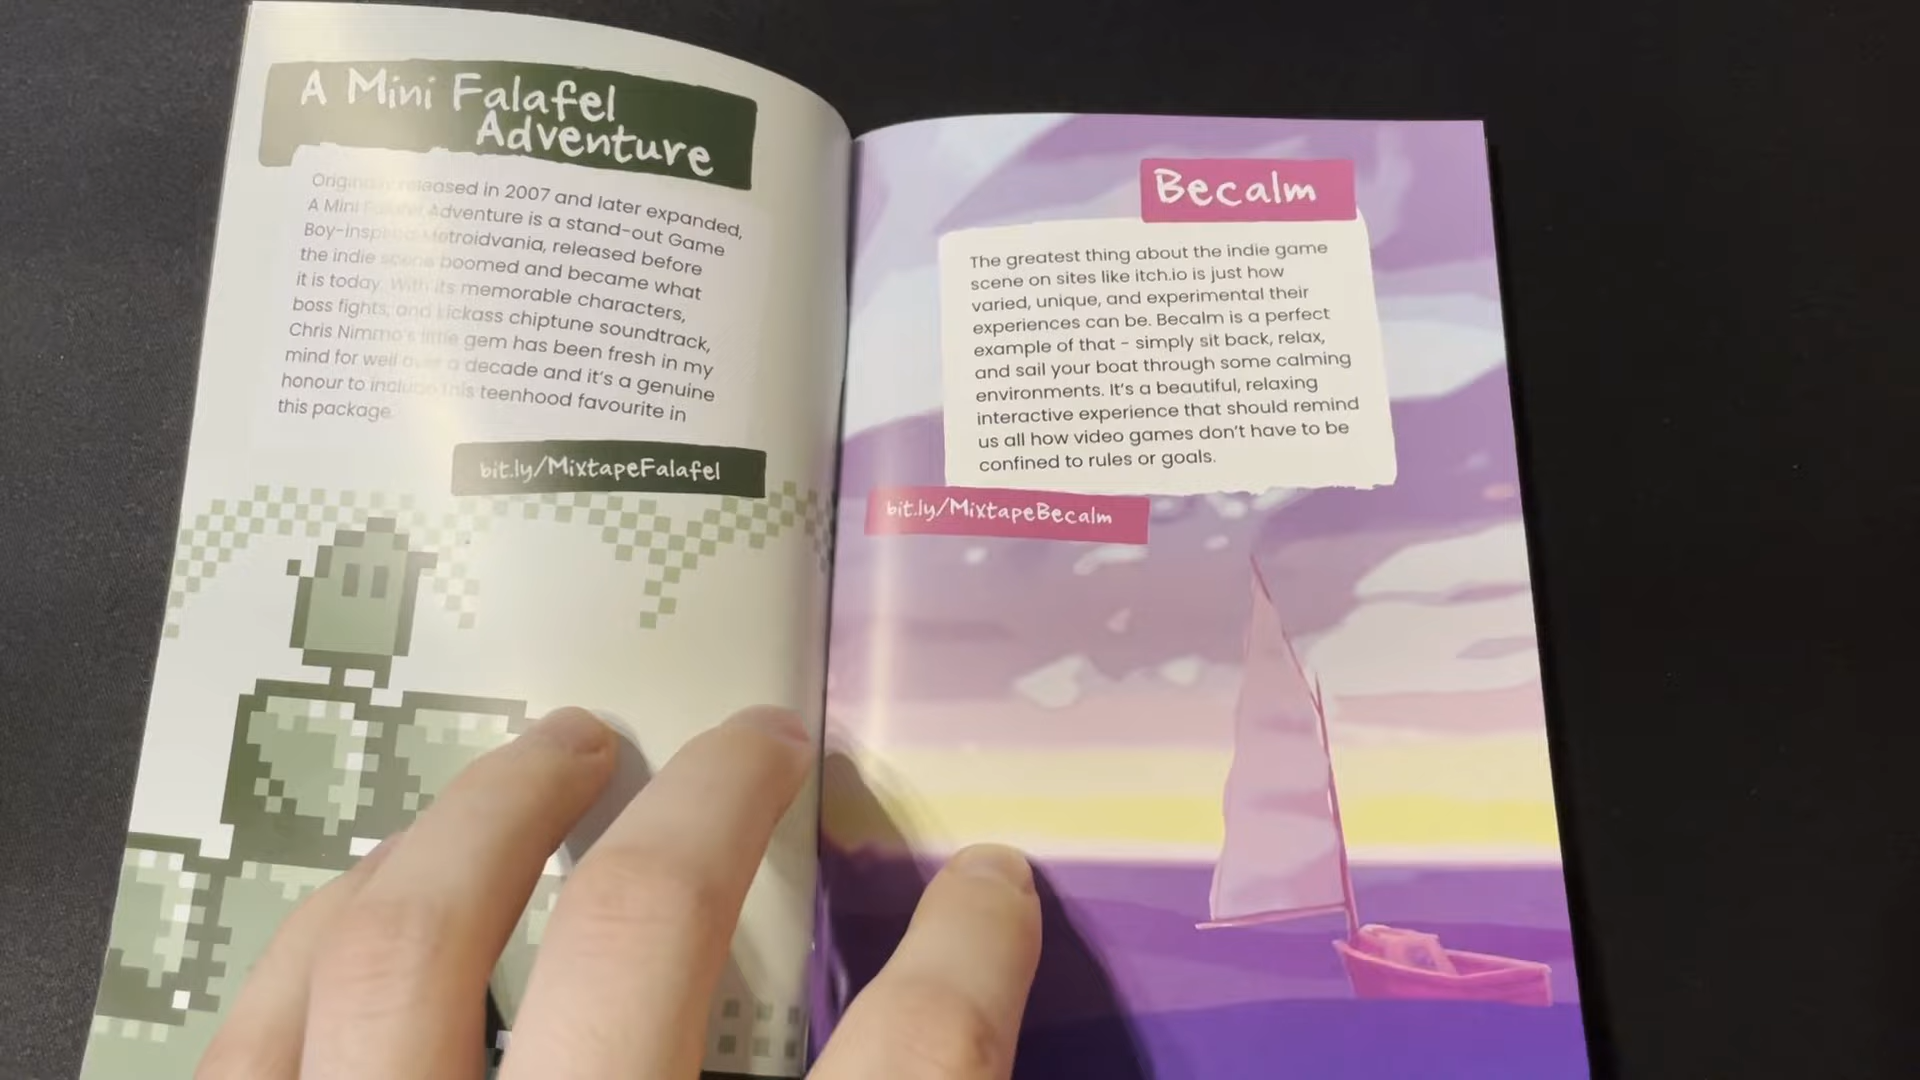 A Mini Falafel
Adventure
Originally released in 2007 and later expanded,
A Mini Falafel Adventure is a stand-out Game
Boy-inspired Metroidvania, released before
the indie scene boomed and became what
it is today. With its memorable characters,
boss fights, and kickass chiptune soundtrack,
Chris Nimmo's little gem has been fresh in my
mind for well over a decade and it's a genuine
honour to include this teenhood favourite in
this package.
bit.ly/MixtapeFalafel
Becalm
The greatest thing about the indie game
scene on sites like itch.io is just how
varied, unique, and experimental their
experiences can be. Becalm is a perfect
example of that - simply sit back, relax,
and sail your boat through some calming
environments. It's a beautiful, relaxing
interactive experience that should remind
us all how video games don't have to be
confined to rules or goals.
bit.ly/MixtapeBecalm